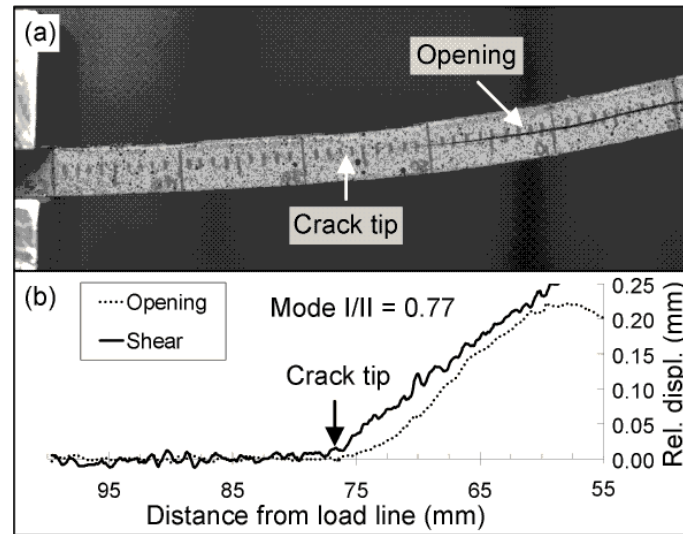 (a)
Opening
Crack tip
(b)
Opening
Shear
Mode I/II = 0.77
Crack tip
0.25
0.20
0.15
0.10
0.05
0.00
Rel. displ. (mm)
95
85
75
65
55
Distance from load line (mm)